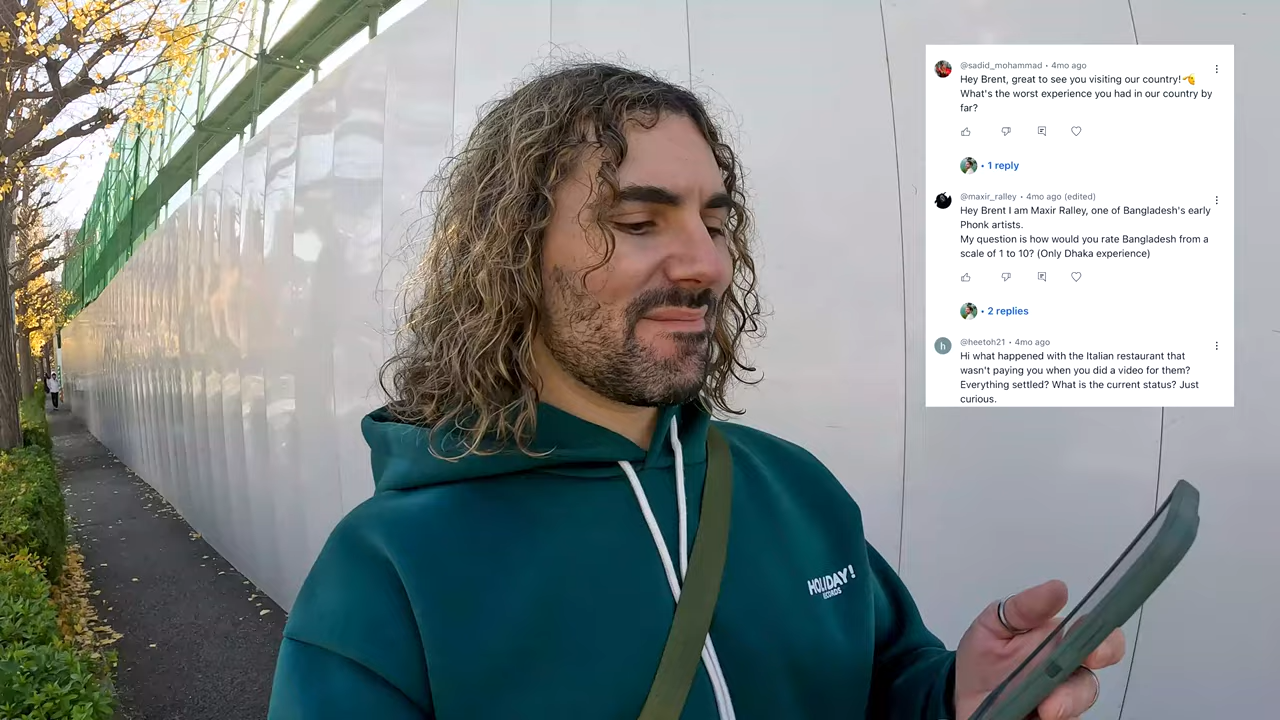 @sadid_mohammad • 4mo ago
Hey Brent, great to see you visiting our country!🫡
What's the worst experience you had in our country by
far?
• 1 reply
@maxir_ralley • 4mo ago (edited)
Hey Brent I am Maxir Ralley, one of Bangladesh's early
Phonk artists.
My question is how would you rate Bangladesh from a
scale of 1 to 10? (Only Dhaka experience)
• 2 replies
h
@heetoh21 • 4mo ago
Hi what happened with the Italian restaurant that
wasn't paying you when you did a video for them?
Everything settled? What is the current status? Just
curious.
HOLIDAY!
RECORDS